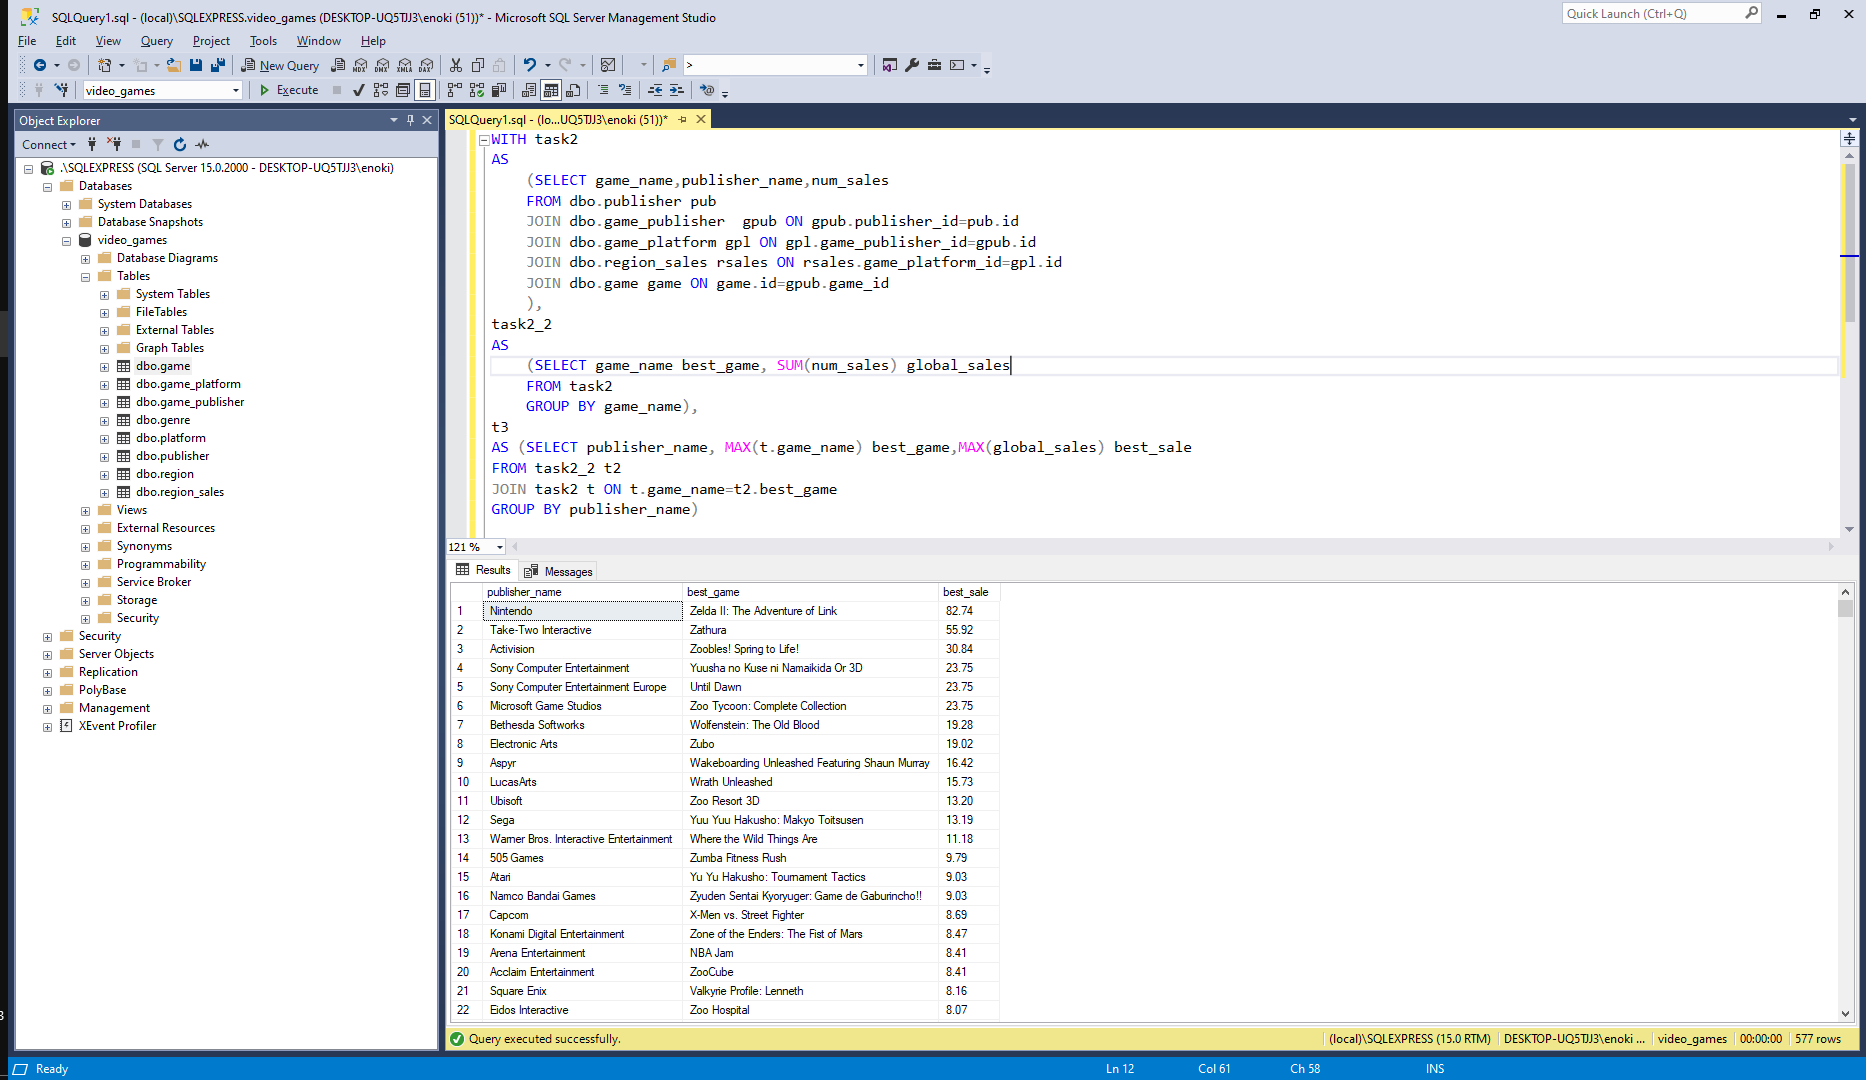 SQLQuery1.sql - (local)\SQLEXPRESS.video_games (DESKTOP-UQ5TJJ3\enoki (51))* - Microsoft SQL Server Management Studio
Quick Launch (Ctrl+Q)
File Edit View Query Project Tools Window Help
New Query MDX DMX XMLA DAX >
video_games Execute
Object Explorer
Connect
.\SQLEXPRESS (SQL Server 15.0.2000 - DESKTOP-UQ5TJJ3\enoki)
Databases
System Databases
Database Snapshots
video_games
Database Diagrams
Tables
System Tables
FileTables
External Tables
Graph Tables
dbo.game
dbo.game_platform
dbo.game_publisher
dbo.genre
dbo.platform
dbo.publisher
dbo.region
dbo.region_sales
Views
External Resources
Synonyms
Programmability
Service Broker
Storage
Security
Security
Server Objects
Replication
PolyBase
Management
XEvent Profiler
SQLQuery1.sql - (lo...UQ5TJJ3\enoki (51))*
WITH task2
AS
(SELECT game_name,publisher_name,num_sales
FROM dbo.publisher pub
JOIN dbo.game_publisher  gpub ON gpub.publisher_id=pub.id
JOIN dbo.game_platform gpl ON gpl.game_publisher_id=gpub.id
JOIN dbo.region_sales rsales ON rsales.game_platform_id=gpl.id
JOIN dbo.game game ON game.id=gpub.game_id
),
task2_2
AS
(SELECT game_name best_game, SUM(num_sales) global_sales
FROM task2
GROUP BY game_name),
t3
AS (SELECT publisher_name, MAX(t.game_name) best_game,MAX(global_sales) best_sale
FROM task2_2 t2
JOIN task2 t ON t.game_name=t2.best_game
GROUP BY publisher_name)
121 %
Results Messages
publisher_name best_game best_sale
1 Nintendo Zelda II: The Adventure of Link 82.74
2 Take-Two Interactive Zathura 55.92
3 Activision Zoobles! Spring to Life! 30.84
4 Sony Computer Entertainment Yuusha no Kuse ni Namaikida Or 3D 23.75
5 Sony Computer Entertainment Europe Until Dawn 23.75
6 Microsoft Game Studios Zoo Tycoon: Complete Collection 23.75
7 Bethesda Softworks Wolfenstein: The Old Blood 19.28
8 Electronic Arts Zubo 19.02
9 Aspyr Wakeboarding Unleashed Featuring Shaun Murray 16.42
10 LucasArts Wrath Unleashed 15.73
11 Ubisoft Zoo Resort 3D 13.20
12 Sega Yuu Yuu Hakusho: Makyo Toitsusen 13.19
13 Warner Bros. Interactive Entertainment Where the Wild Things Are 11.18
14 505 Games Zumba Fitness Rush 9.79
15 Atari Yu Yu Hakusho: Tournament Tactics 9.03
16 Namco Bandai Games Zyuden Sentai Kyoryuger: Game de Gaburincho!! 9.03
17 Capcom X-Men vs. Street Fighter 8.69
18 Konami Digital Entertainment Zone of the Enders: The Fist of Mars 8.47
19 Arena Entertainment NBA Jam 8.41
20 Acclaim Entertainment ZooCube 8.41
21 Square Enix Valkyrie Profile: Lenneth 8.16
22 Eidos Interactive Zoo Hospital 8.07
Query executed successfully. (local)\SQLEXPRESS (15.0 RTM) DESKTOP-UQ5TJJ3\enoki ... video_games 00:00:00 577 rows
Ready Ln 12 Col 61 Ch 58 INS